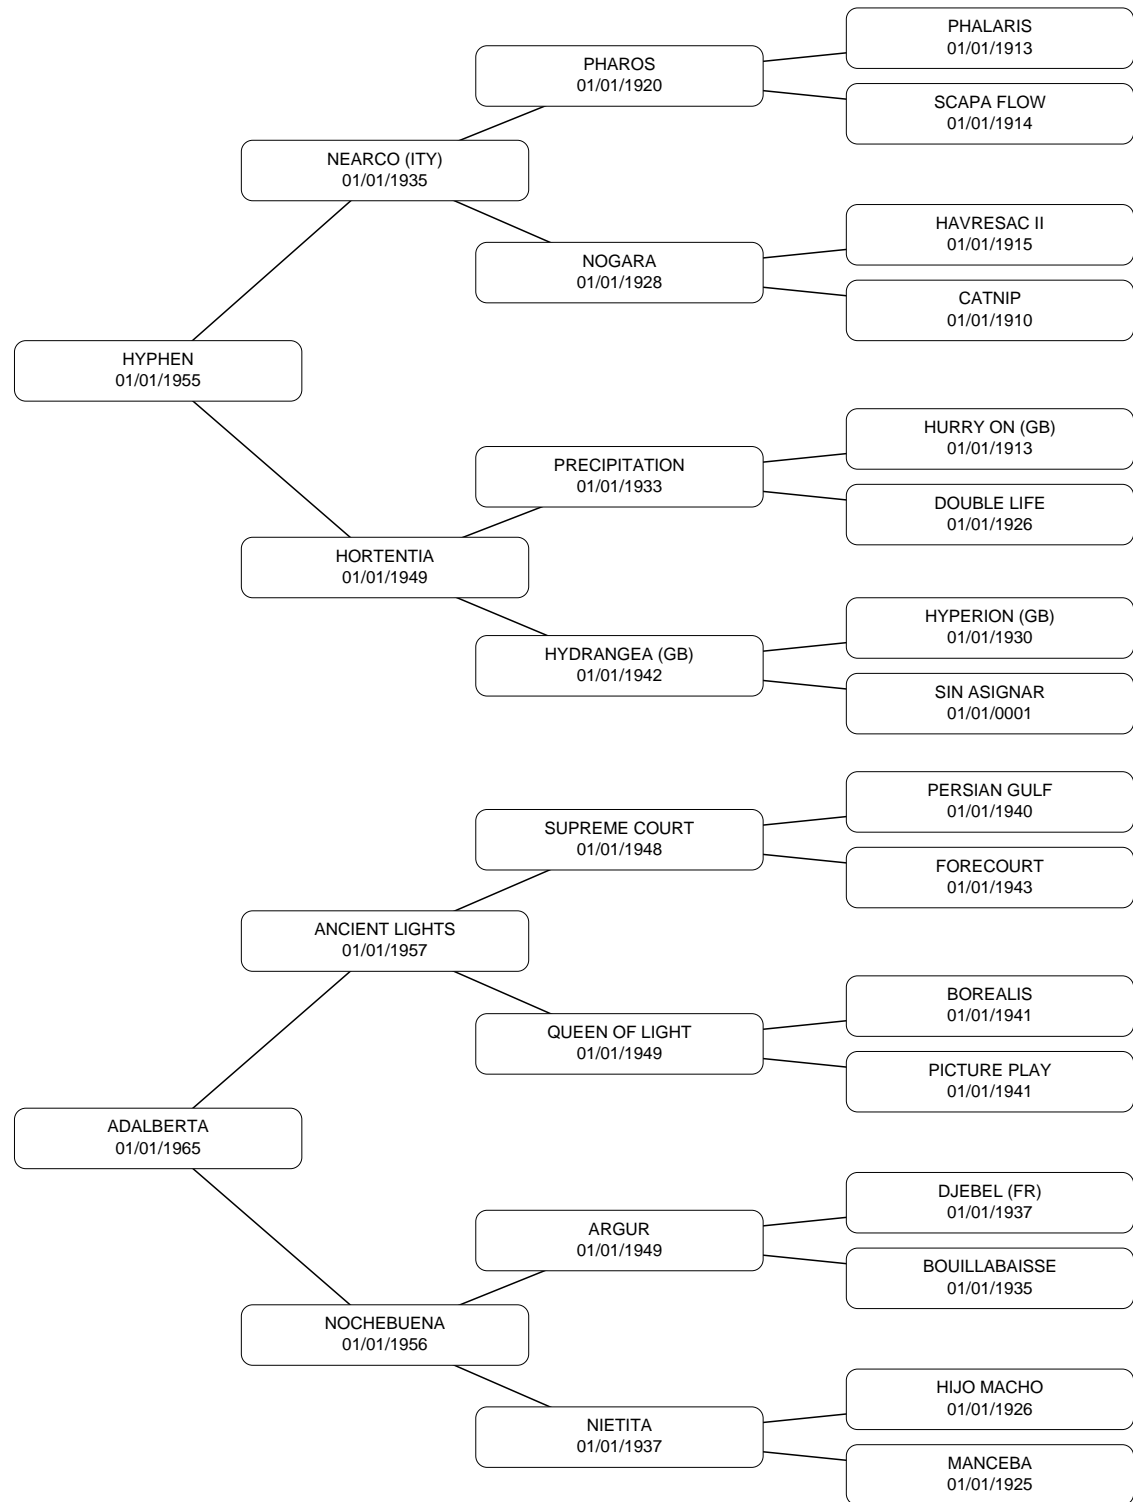 PHALARIS
01/01/1913
PHAROS
01/01/1920
SCAPA FLOW
01/01/1914
NEARCO (ITY)
01/01/1935
HAVRESAC II
01/01/1915
NOGARA
01/01/1928
CATNIP
01/01/1910
HYPHEN
01/01/1955
HURRY ON (GB)
01/01/1913
PRECIPITATION
01/01/1933
DOUBLE LIFE
01/01/1926
HORTENTIA
01/01/1949
HYPERION (GB)
01/01/1930
HYDRANGEA (GB)
01/01/1942
SIN ASIGNAR
01/01/0001
PERSIAN GULF
01/01/1940
SUPREME COURT
01/01/1948
FORECOURT
01/01/1943
ANCIENT LIGHTS
01/01/1957
BOREALIS
01/01/1941
QUEEN OF LIGHT
01/01/1949
PICTURE PLAY
01/01/1941
ADALBERTA
01/01/1965
DJEBEL (FR)
01/01/1937
ARGUR
01/01/1949
BOUILLABAISSE
01/01/1935
NOCHEBUENA
01/01/1956
HIJO MACHO
01/01/1926
NIETITA
01/01/1937
MANCEBA
01/01/1925